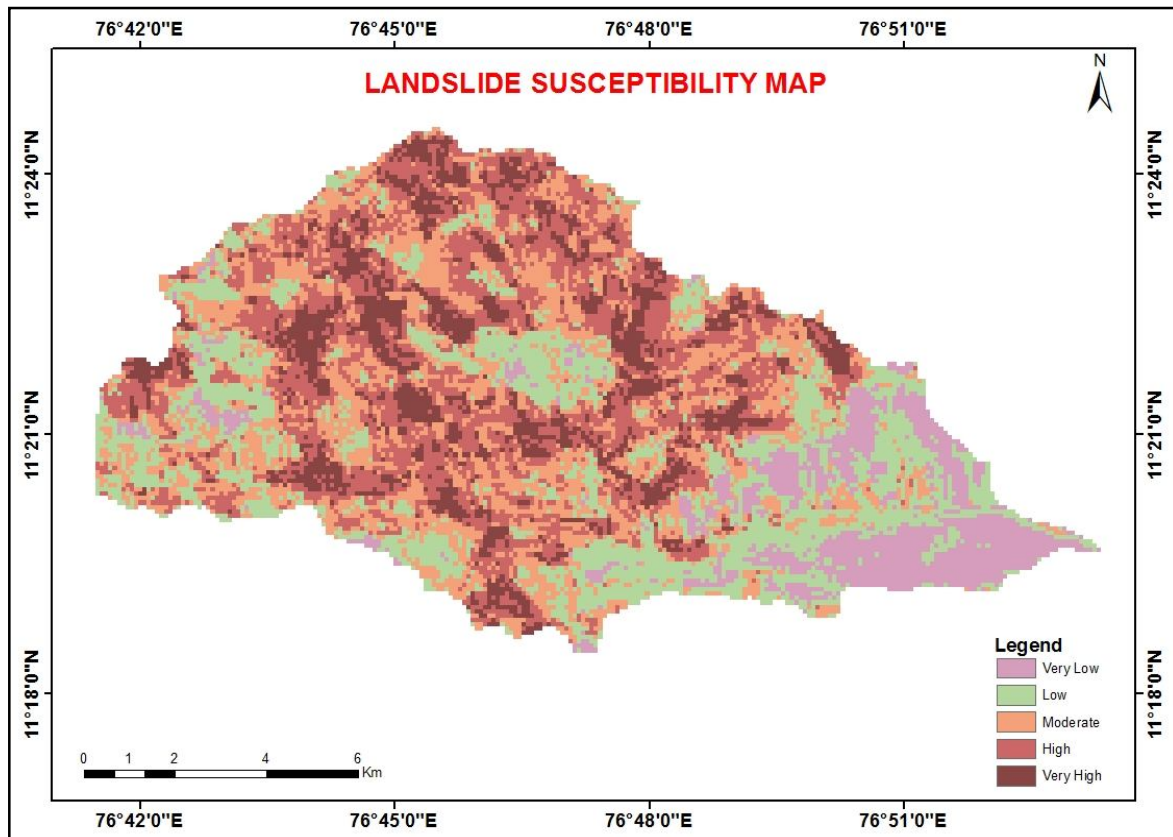 76°42'0"E 76°45'0"E 76°48'0"E 76°51'0"E
LANDSLIDE SUSCEPTIBILITY MAP
N
11°24'0"N 11°24'0"N
11°21'0"N 11°21'0"N
11°18'0"N 11°18'0"N
Legend
Very Low
Low
Moderate
High
Very High
0 1 2 4 6
Km
76°42'0"E 76°45'0"E 76°48'0"E 76°51'0"E